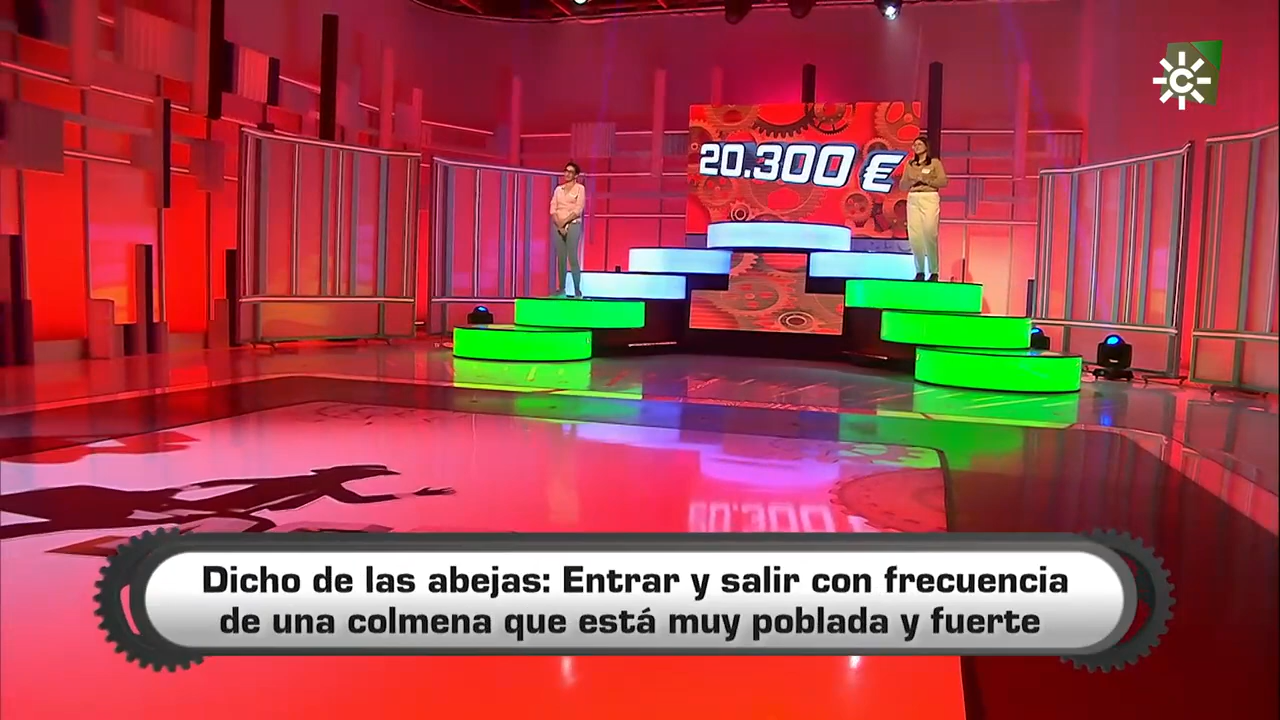 C
20.300 €
Dicho de las abejas: Entrar y salir con frecuencia
de una colmena que está muy poblada y fuerte